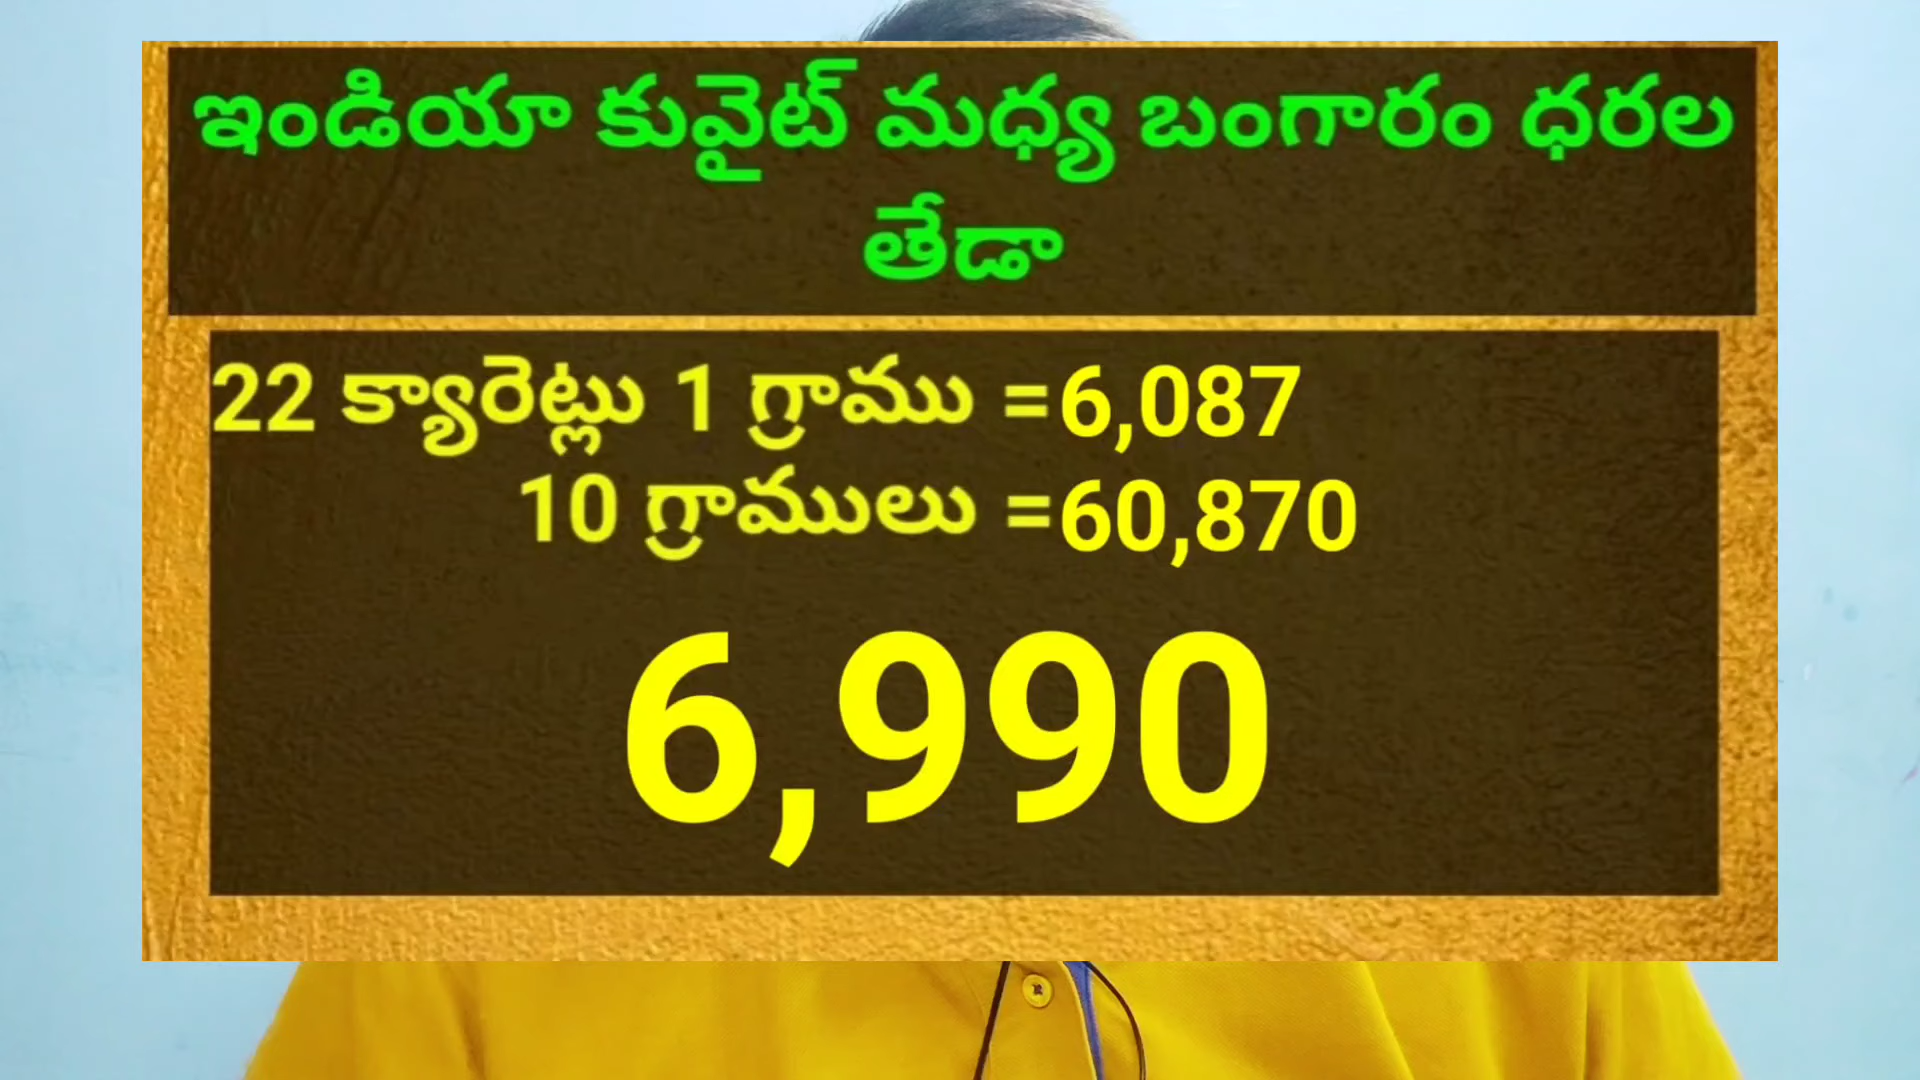 ఇండియా కువైట్ మధ్య బంగారం ధరల
తేడా
22 క్యారెట్లు 1 గ్రాము =6,087
10 గ్రాములు =60,870
6,990